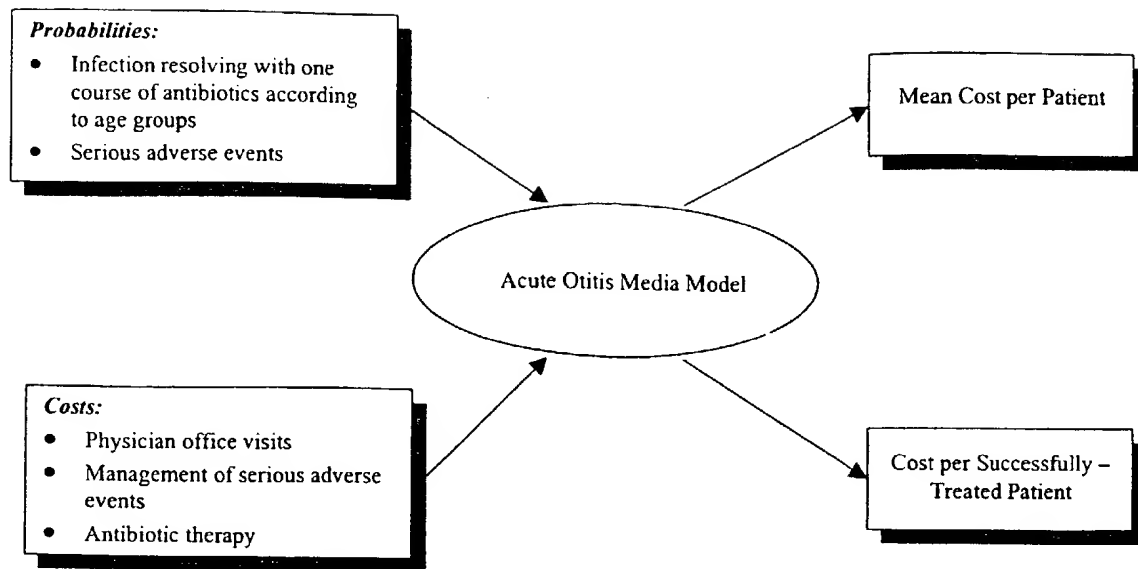 Probabilities:
• Infection resolving with one
course of antibiotics according
to age groups
• Serious adverse events
Mean Cost per Patient
Acute Otitis Media Model
Costs:
• Physician office visits
• Management of serious adverse
events
• Antibiotic therapy
Cost per Successfully –
Treated Patient